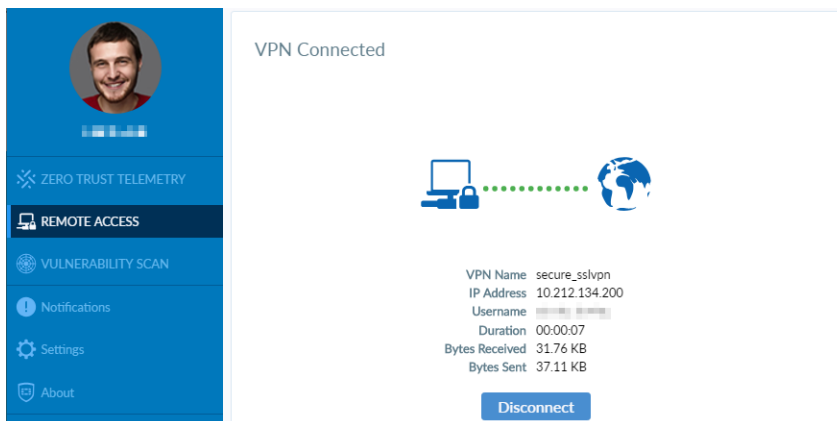 VPN Connected
ZERO TRUST TELEMETRY
REMOTE ACCESS
VULNERABILITY SCAN
Notifications
Settings
About
VPN Name secure_sslvpn
IP Address 10.212.134.200
Username
Duration 00:00:07
Bytes Received 31.76 KB
Bytes Sent 37.11 KB
Disconnect